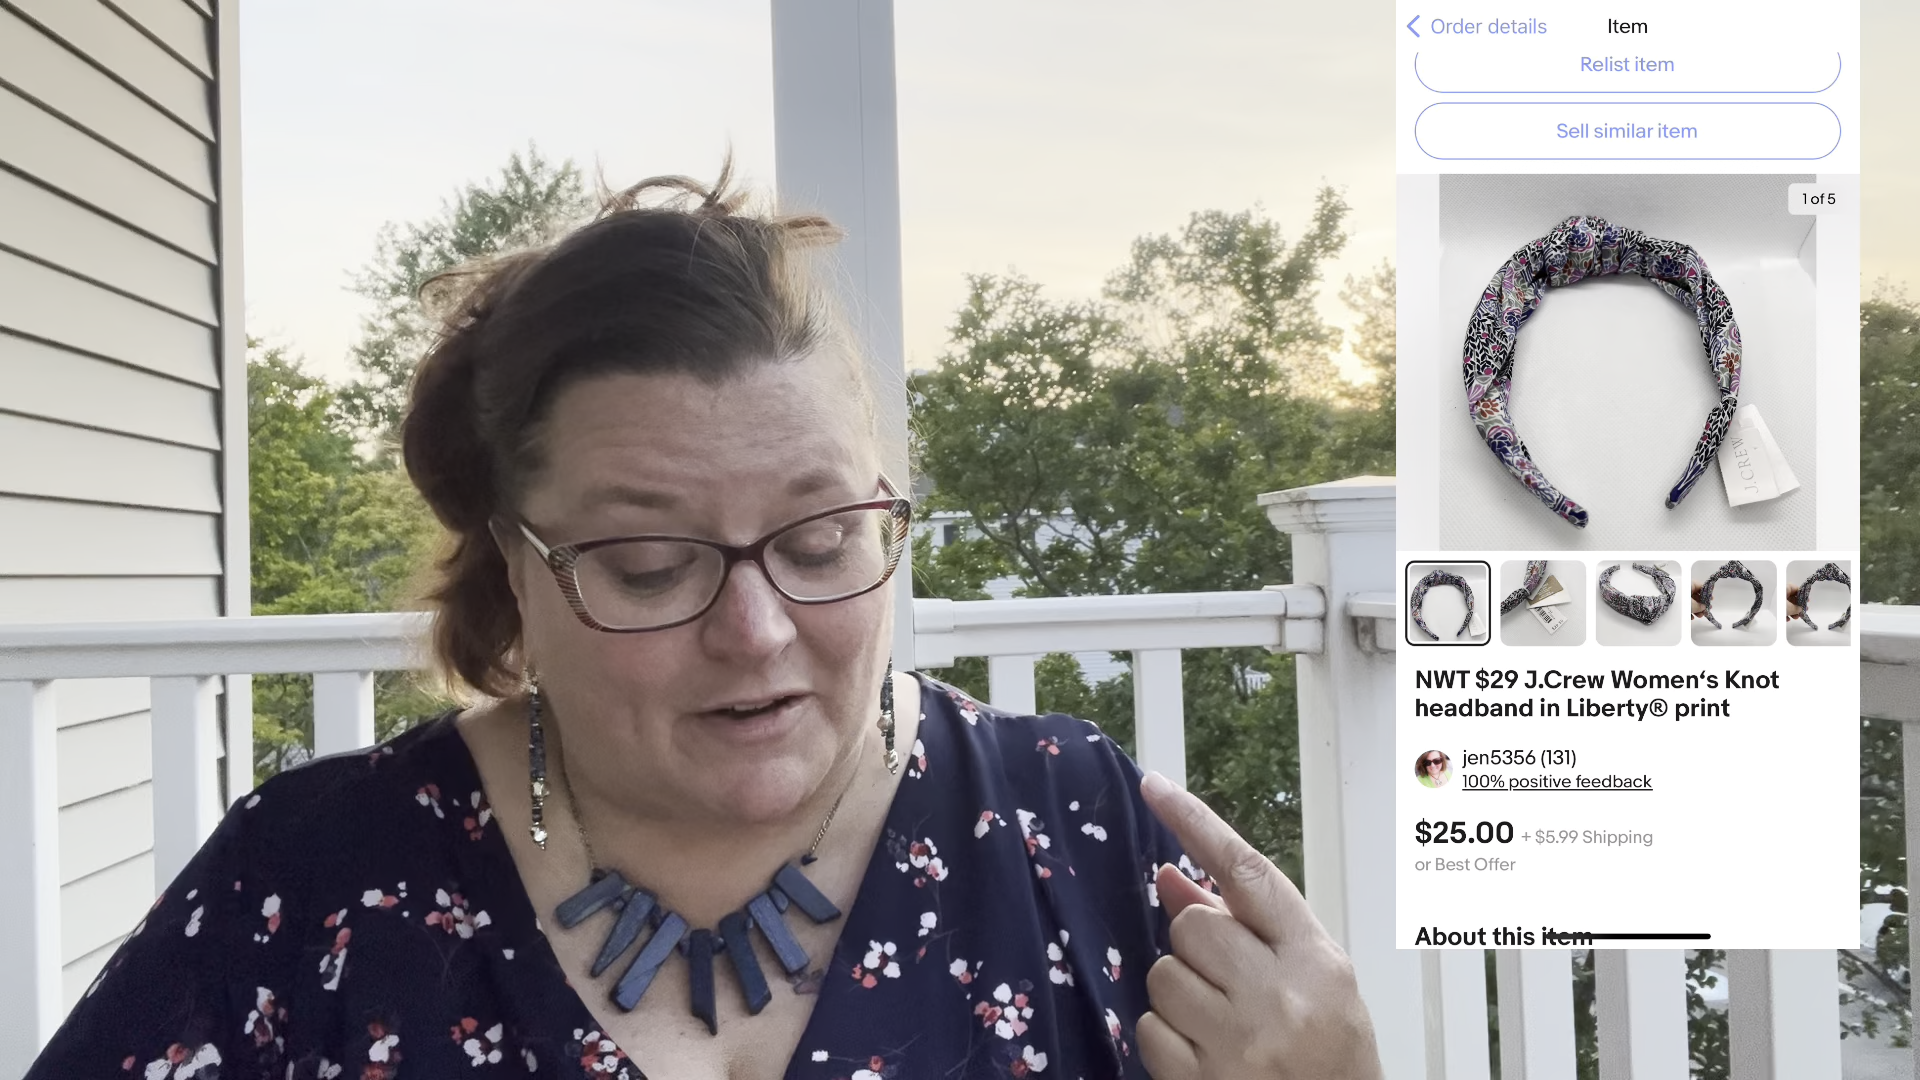 Order details
Item
Relist item
Sell similar item
1 of 5
J.CREW
NWT $29 J.Crew Women‘s Knot
headband in Liberty® print
jen5356 (131)
100% positive feedback
$25.00 + $5.99 Shipping
or Best Offer
About this item